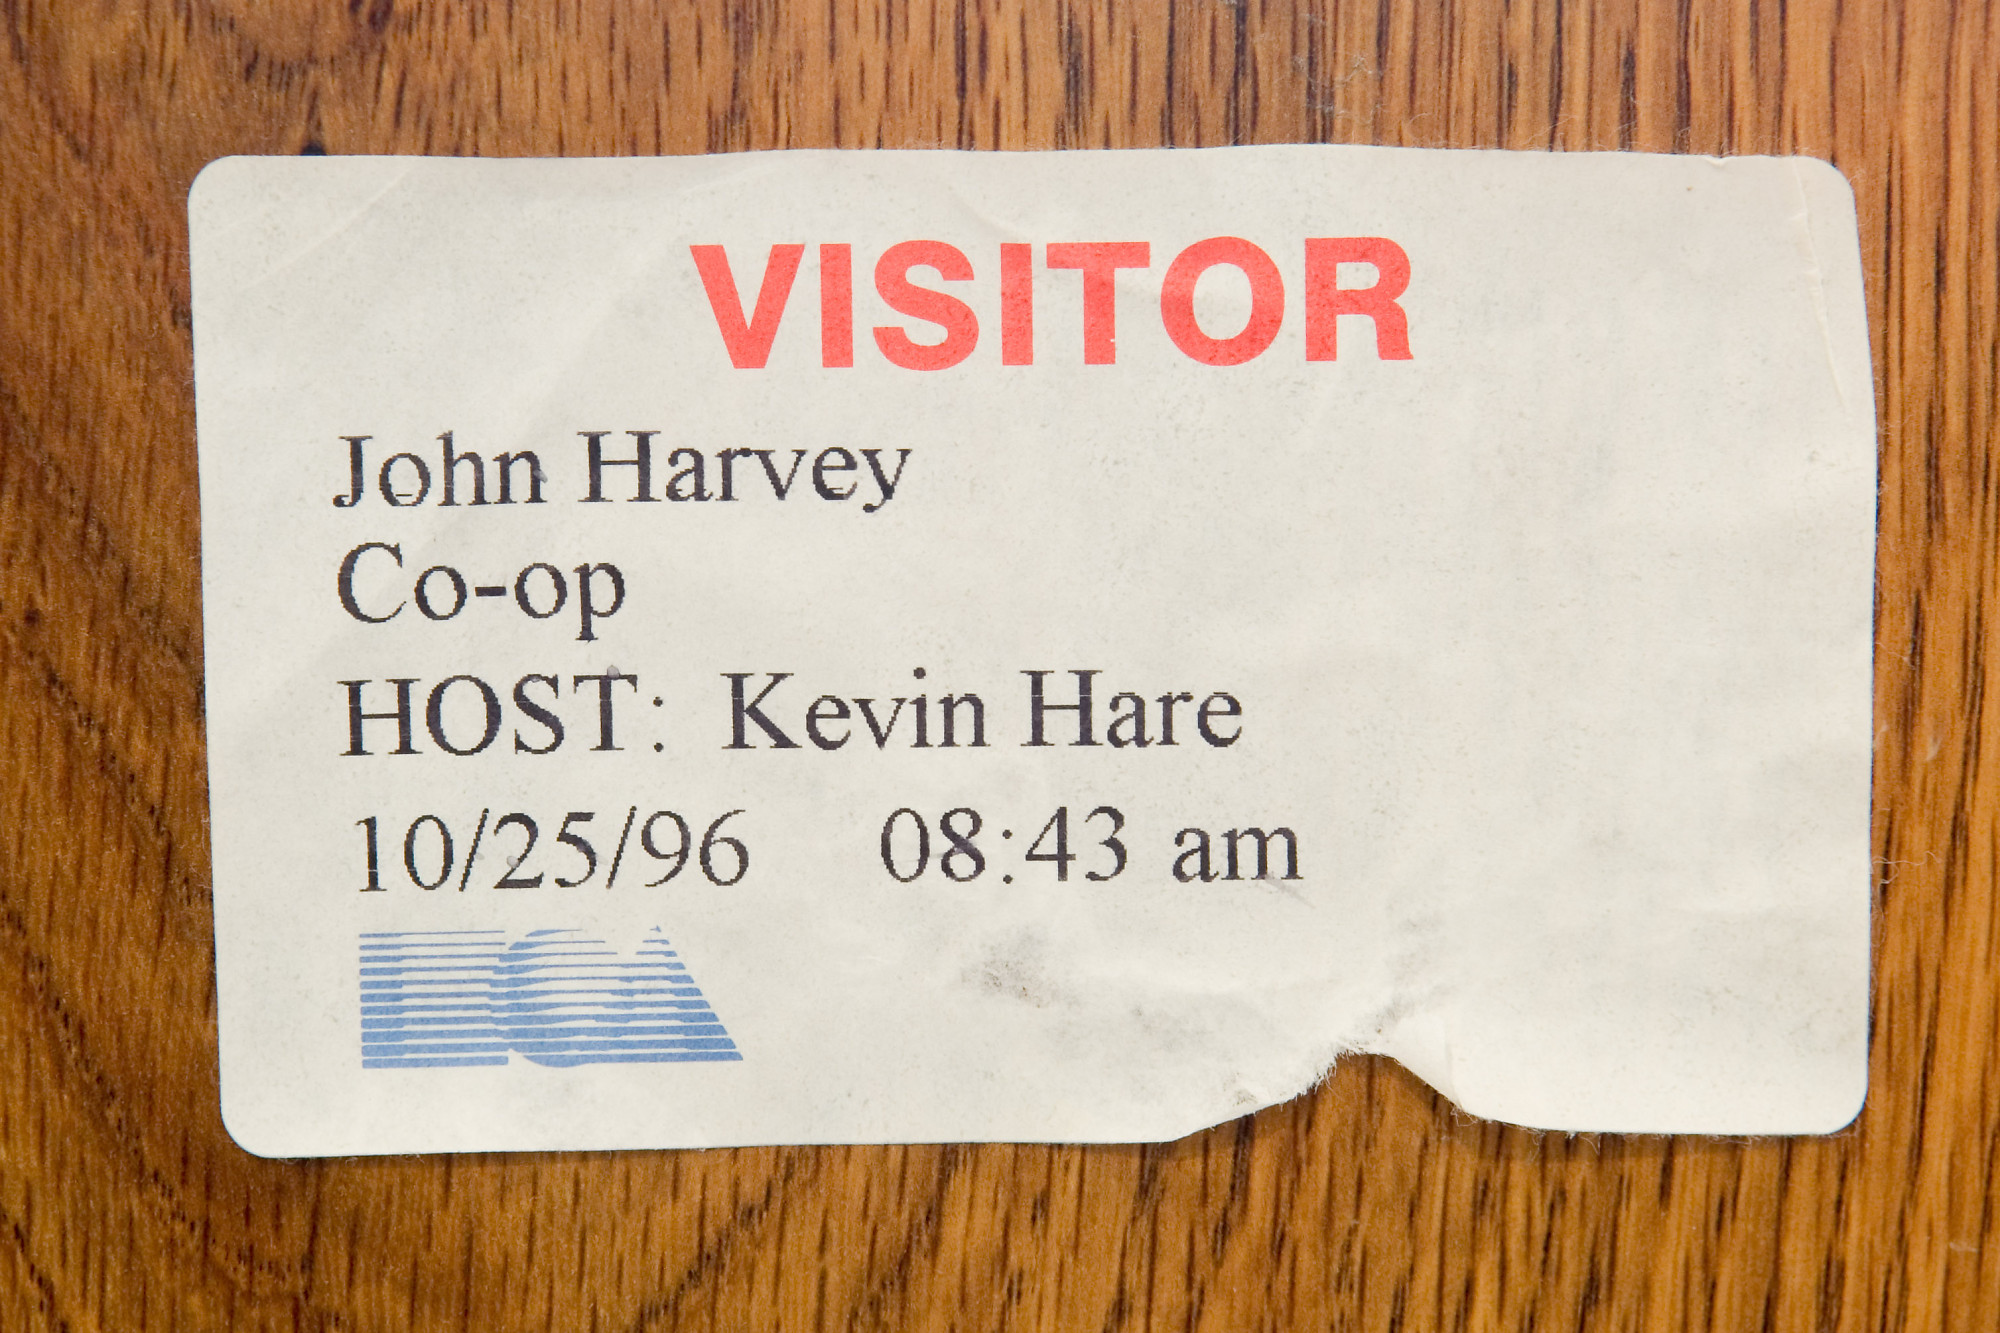 VISITOR
John Harvey
Co-op
HOST: Kevin Hare
10/25/96 08:43 am